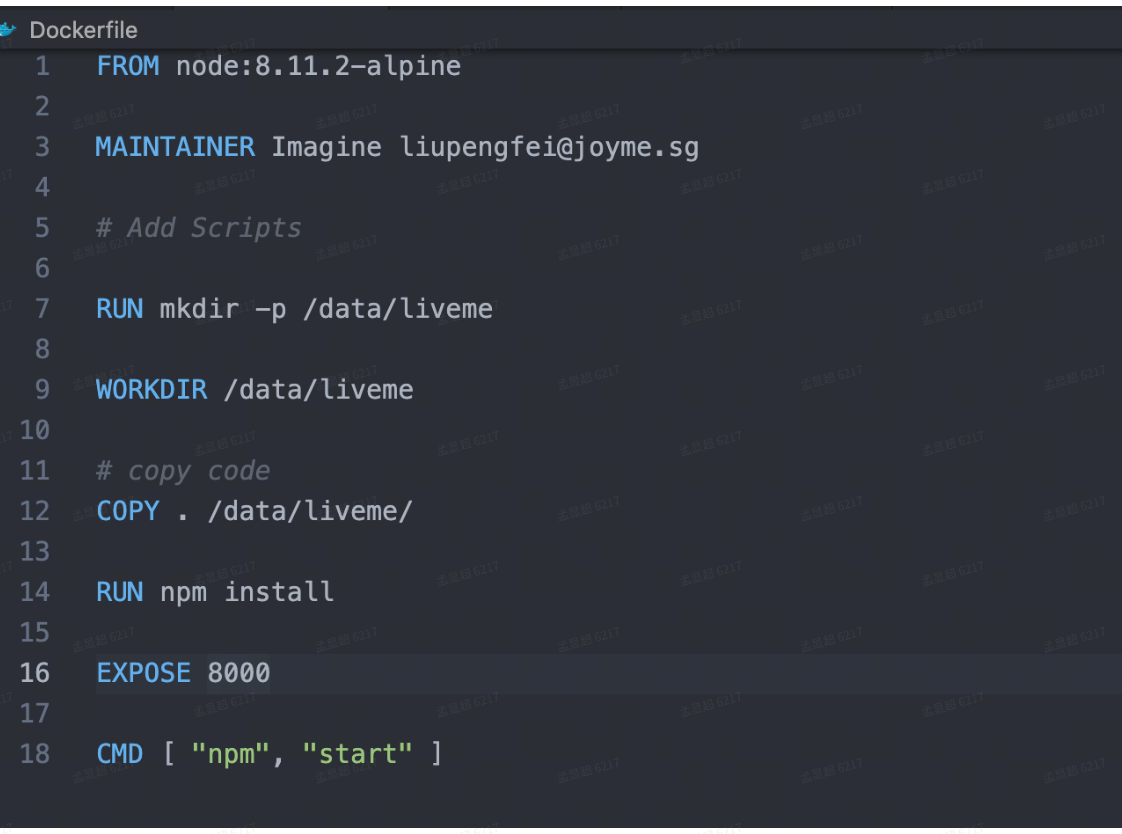 Dockerfile
1 FROM node:8.11.2-alpine
2
3 MAINTAINER Imagine liupengfei@joyme.sg
4
5 # Add Scripts
6
7 RUN mkdir -p /data/liveme
8
9 WORKDIR /data/liveme
10
11 # copy code
12 COPY . /data/liveme/
13
14 RUN npm install
15
16 EXPOSE 8000
17
18 CMD [ "npm", "start" ]